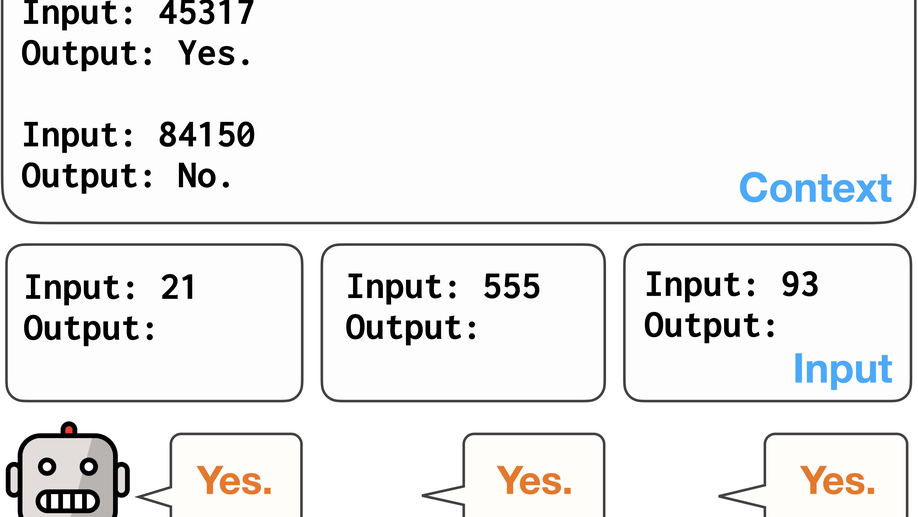 Input: 45317
Output: Yes.
Input: 84150
Output: No.
Context
Input: 21
Output:
Input: 555
Output:
Input: 93
Output:
Input
Yes.
Yes.
Yes.